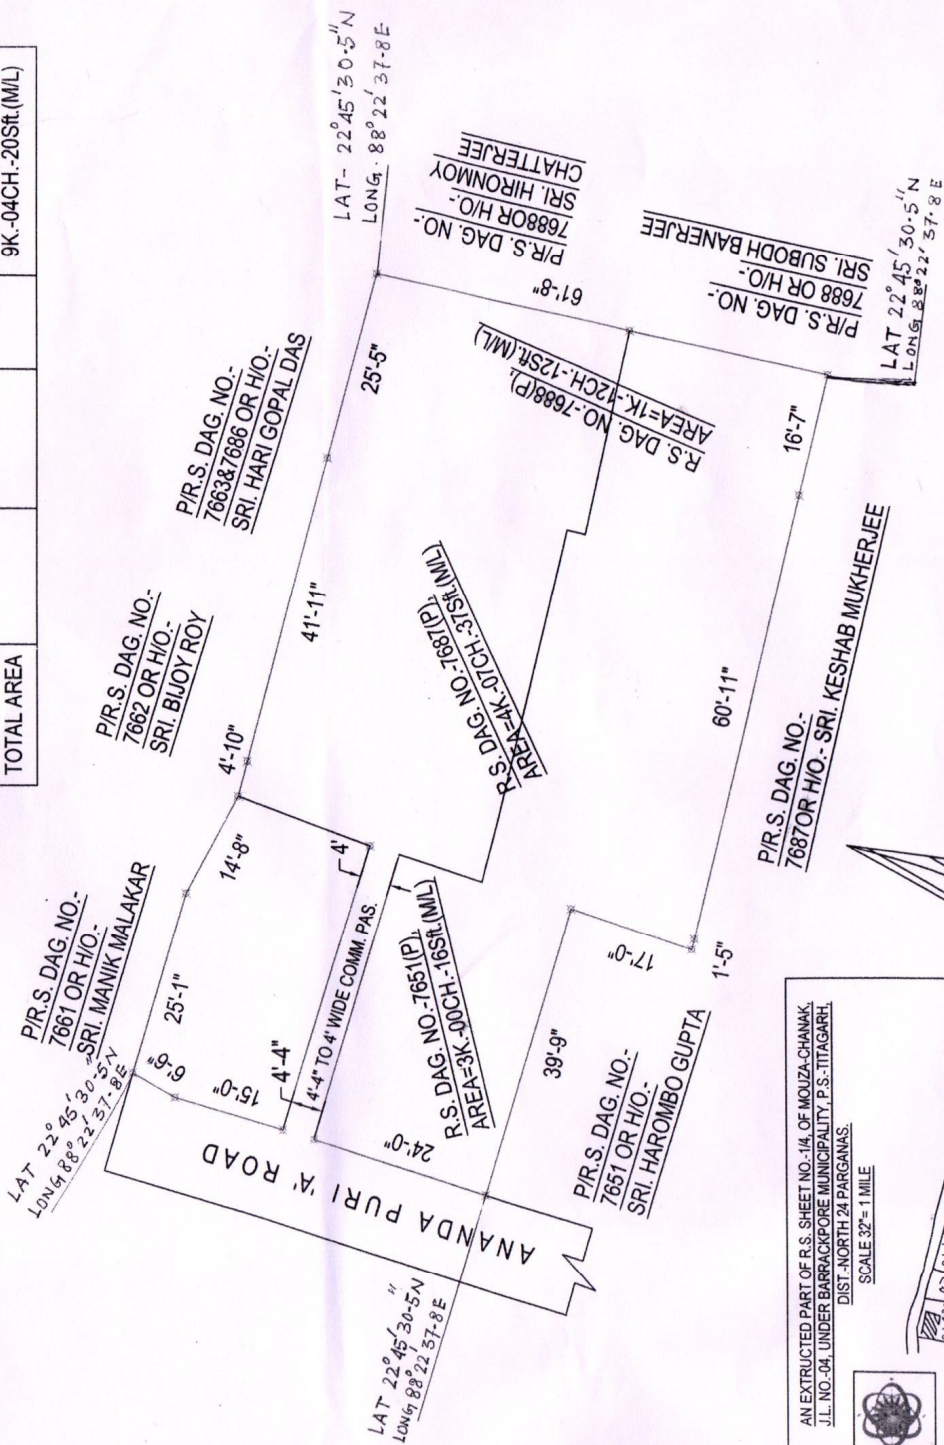 TOTAL AREA
9K.-04CH.-20Sft.(M/L)
LAT- 22°45'30.5"N
LONG. 88°22'37.8E
P/R.S. DAG. NO.-
7688OR H/O.-
SRI. HIRONMOY
CHATTERJEE
P/R.S. DAG. NO.-
7663&7686 OR H/O.-
SRI. HARI GOPAL DAS
P/R.S. DAG. NO.-
7662 OR H/O.-
SRI. BIJOY ROY
P/R.S. DAG. NO.-
7661 OR H/O.-
SRI. MANIK MALAKAR
LAT 22°45'30.5"N
LONG 88°22'37.8E
25'-5"
61'-8"
41'-11"
4'-10"
14'-8"
25'-1"
6'-6"
15'-0"
4'-4"
4'
4'-4" TO 4' WIDE COMM. PAS.
P/R.S. DAG. NO.-
7688 OR H/O.-
SRI. SUBODH BANERJEE
R.S. DAG. NO.-7688(P),
AREA=1K.-12CH.-12Sft.(M/L)
R.S. DAG. NO.-7687(P),
AREA=4K.-07CH.-37Sft.(M/L)
R.S. DAG. NO.-7651(P),
AREA=3K.-00CH.-16Sft.(M/L)
24'-0"
ANANDA PURI 'A' ROAD
LAT 22°45'30.5"N
LONG 88°22'37.8E
16'-7"
60'-11"
17'-0"
1'-5"
39'-9"
LAT 22°45'30.5"N
LONG 88°22'37.8E
P/R.S. DAG. NO.-
7687OR H/O.- SRI. KESHAB MUKHERJEE
P/R.S. DAG. NO.-
7651 OR H/O.-
SRI. HAROMBO GUPTA
AN EXTRUCTED PART OF R.S. SHEET NO.-1/4, OF MOUZA-CHANAK,
J.L. NO.-04, UNDER BARRACKPORE MUNICIPALITY, P.S.-TITAGARH,
DIST.-NORTH 24 PARGANAS.
SCALE 32"= 1 MILE